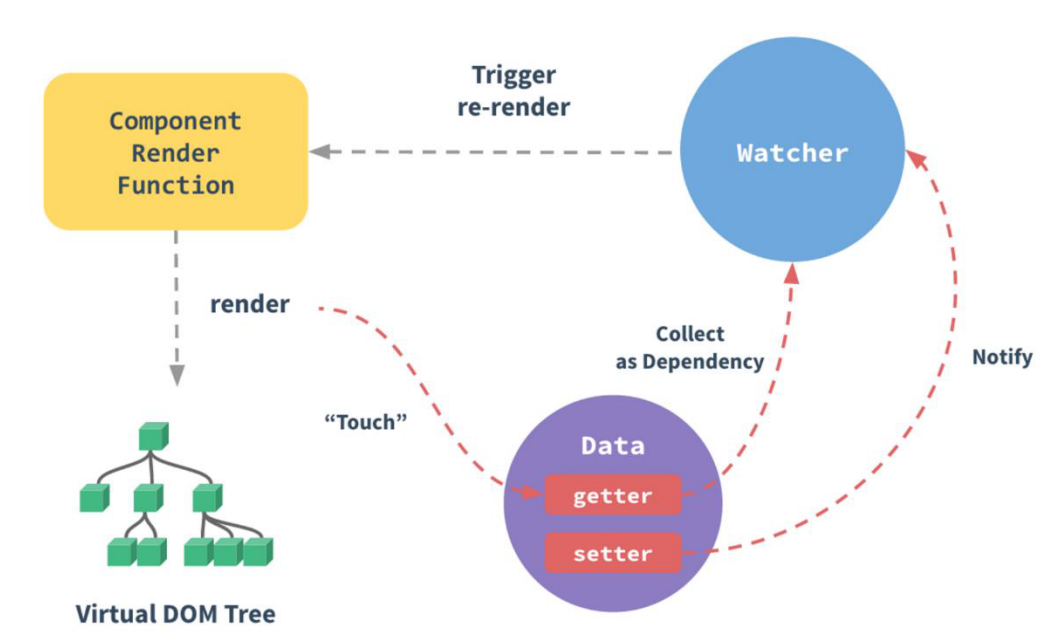 Trigger
re-render
Component
Render
Function
Watcher
render
Collect
as Dependency
Notify
“Touch”
Data
getter
setter
Virtual DOM Tree